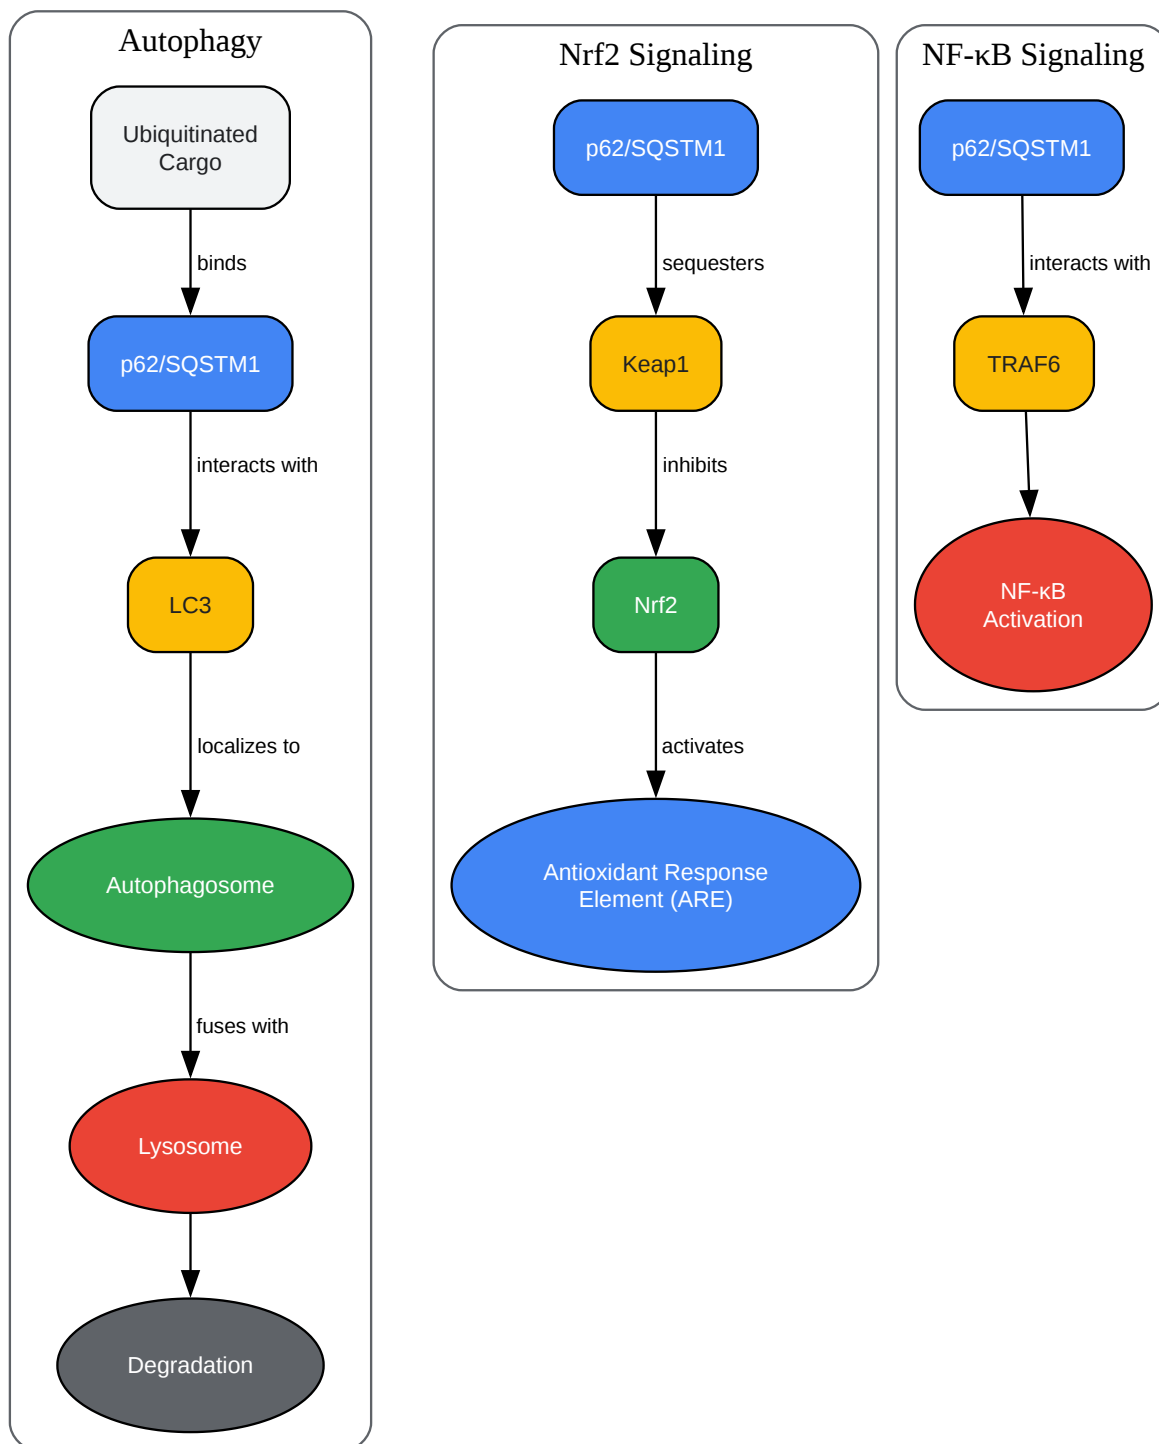 Autophagy
Ubiquitinated
Cargo
binds
p62/SQSTM1
interacts with
LC3
localizes to
Autophagosome
fuses with
Lysosome
Degradation
Nrf2 Signaling
p62/SQSTM1
sequesters
Keap1
inhibits
Nrf2
activates
Antioxidant Response
Element (ARE)
NF-κB Signaling
p62/SQSTM1
interacts with
TRAF6
NF-κB
Activation